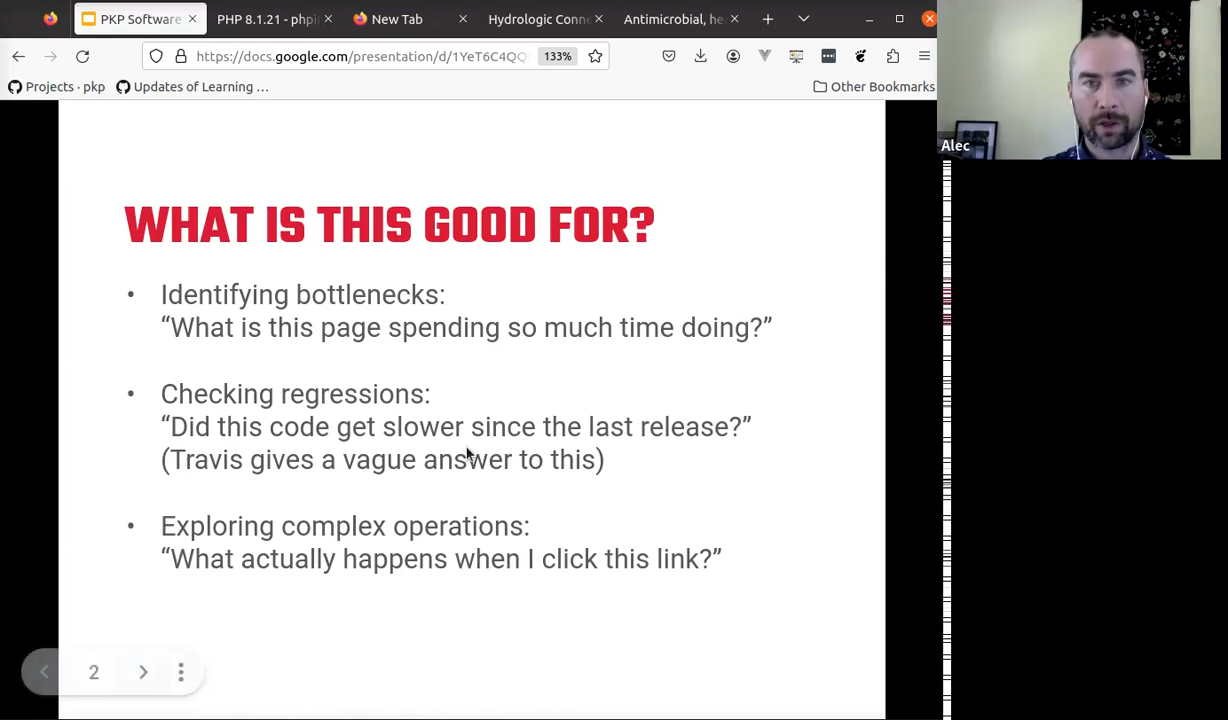 PKP Software
PHP 8.1.21 - phpi
New Tab
Hydrologic Conn
Antimicrobial, he
https://docs.google.com/presentation/d/1YeT6C4QQ
133%
Projects · pkp
Updates of Learning …
Other Bookmarks
Alec
WHAT IS THIS GOOD FOR?
• Identifying bottlenecks:
“What is this page spending so much time doing?”
• Checking regressions:
“Did this code get slower since the last release?”
(Travis gives a vague answer to this)
• Exploring complex operations:
“What actually happens when I click this link?”
2